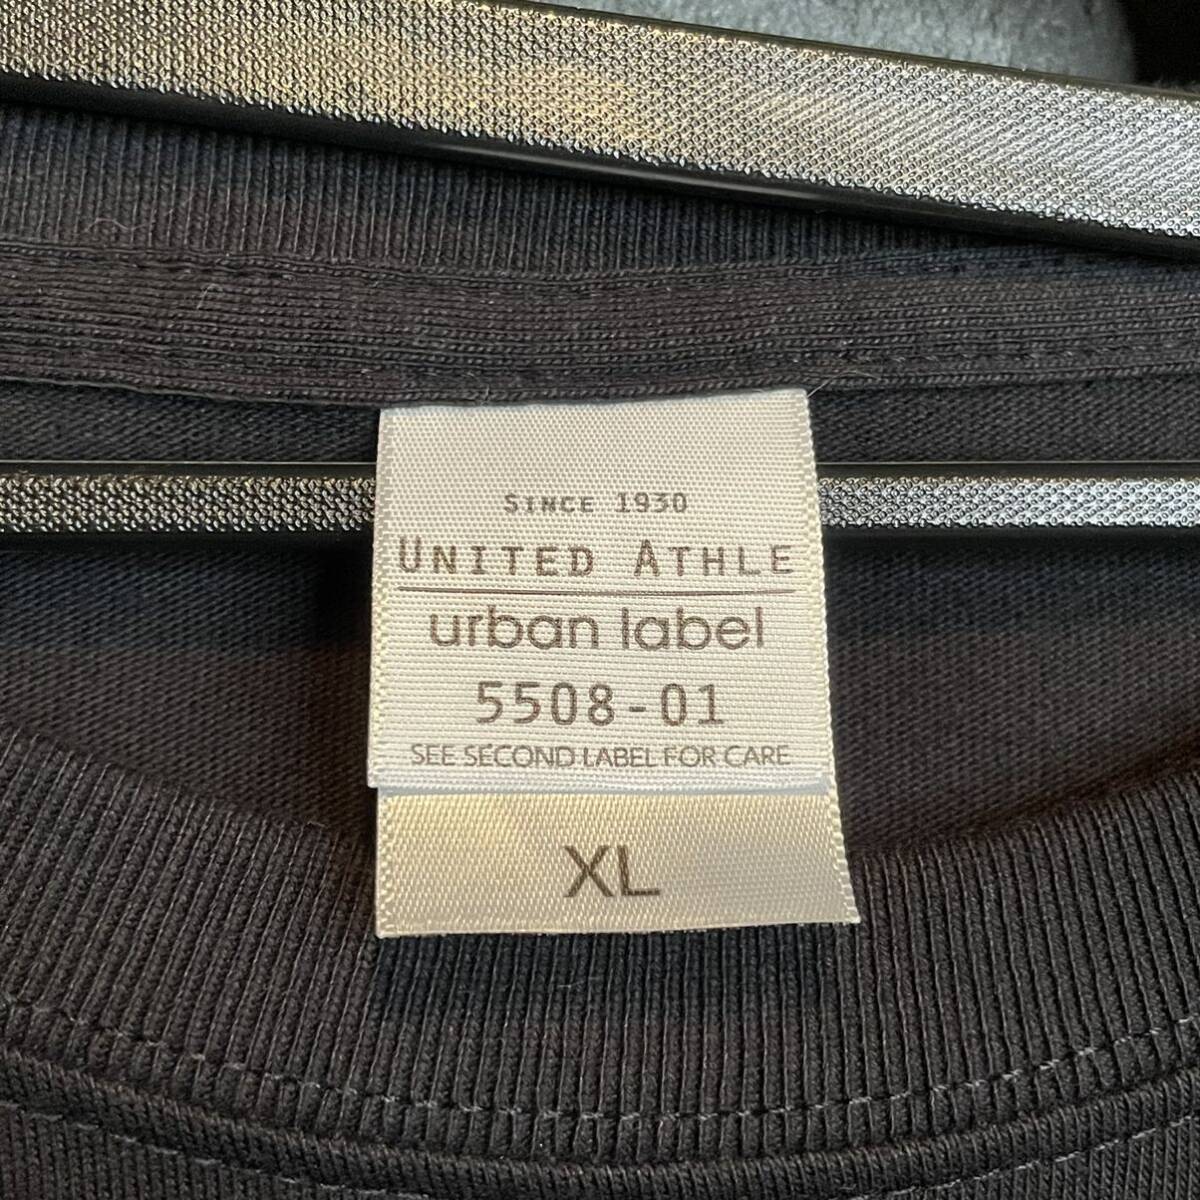 SINCE 1930
UNITED ATHLE
urban label
5508-01
SEE SECOND LABEL FOR CARE
XL